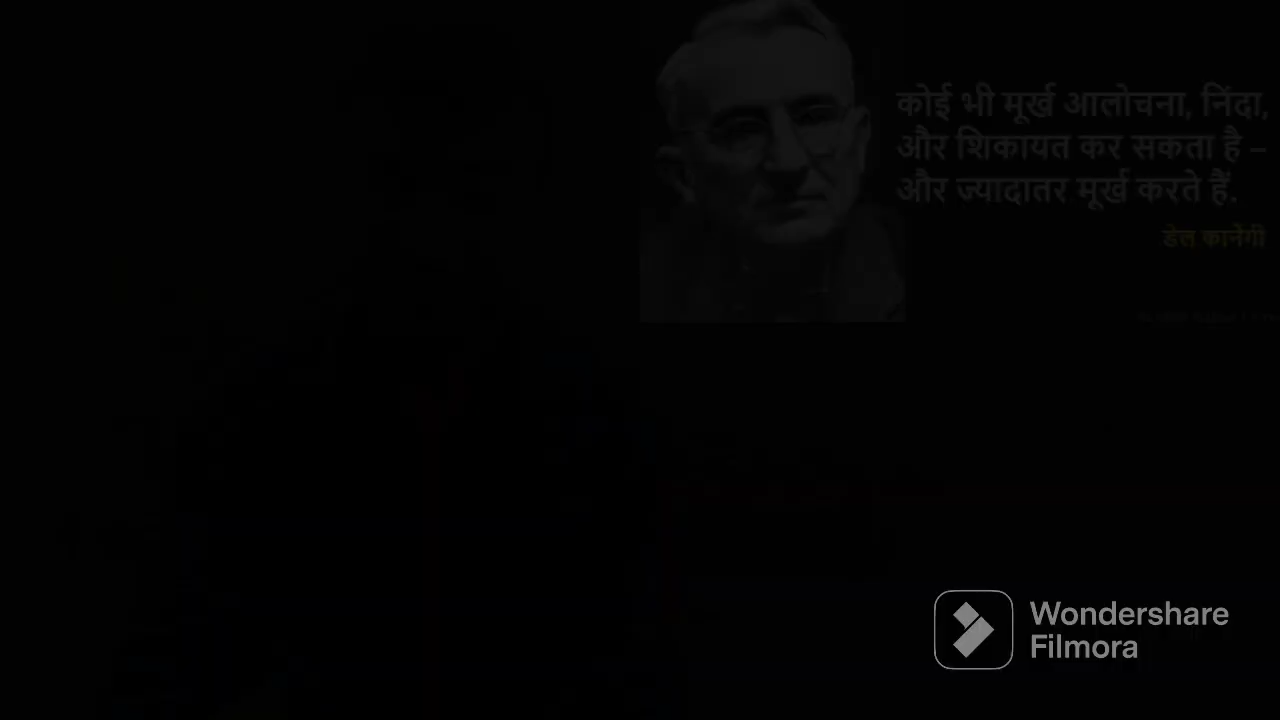 कोई भी मूर्ख आलोचना, निंदा,
और शिकायत कर सकता है –
और ज्यादातर मूर्ख करते हैं.
डेल कार्नेगी
Wondershare
Filmora